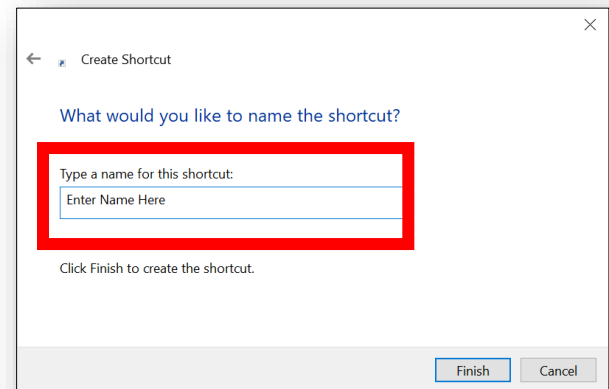 Create Shortcut
What would you like to name the shortcut?
Type a name for this shortcut:
Enter Name Here
Click Finish to create the shortcut.
Finish Cancel